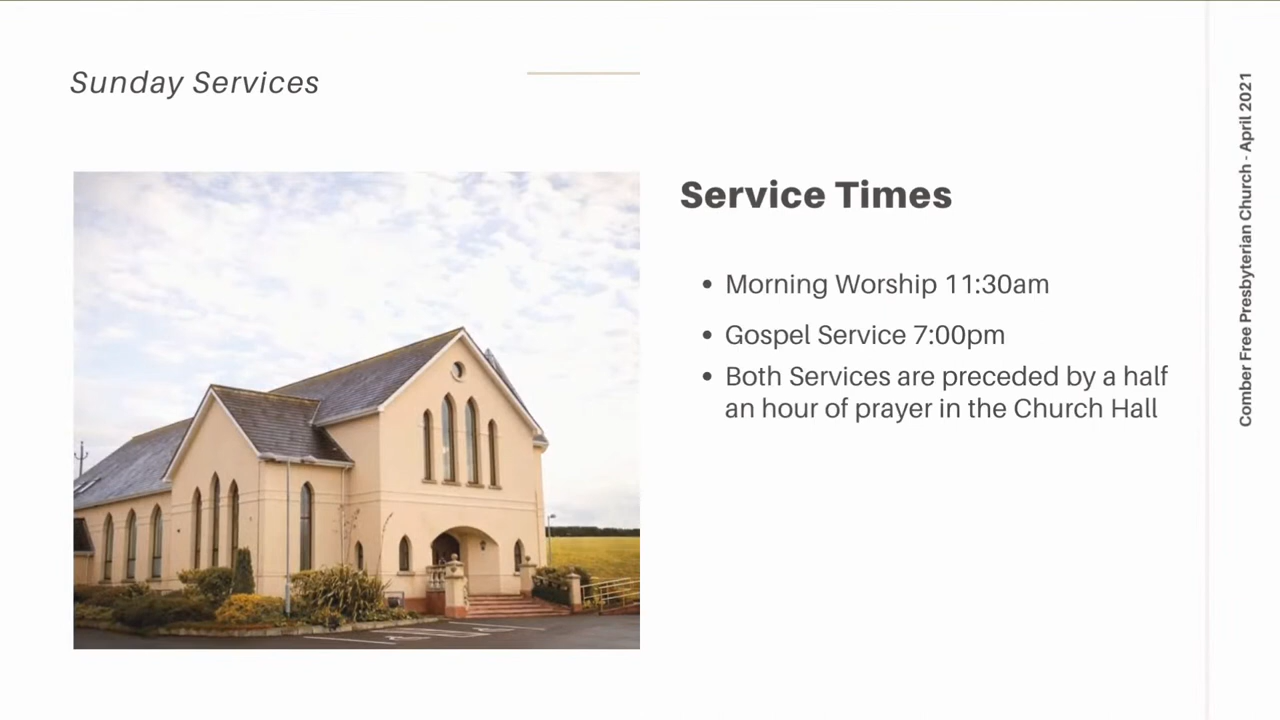 Sunday Services
Service Times
• Morning Worship 11:30am
• Gospel Service 7:00pm
• Both Services are preceded by a half
an hour of prayer in the Church Hall
Comber Free Presbyterian Church - April 2021